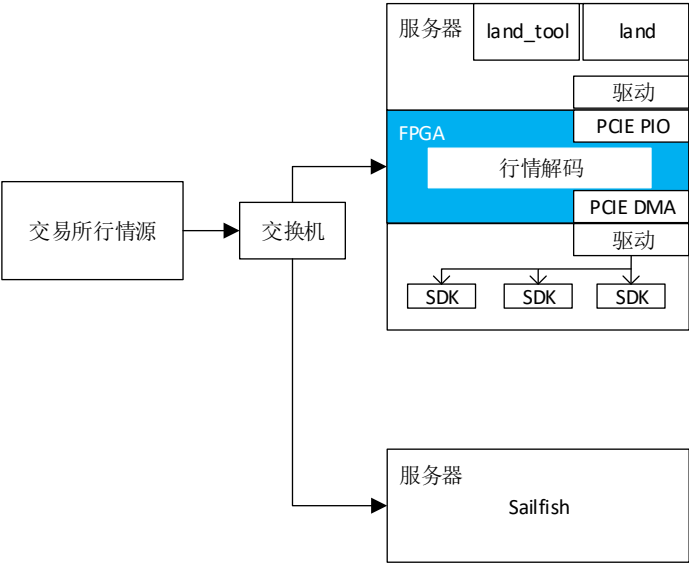 服务器
land_tool
land
驱动
PCIE PIO
FPGA
行情解码
PCIE DMA
驱动
SDK
SDK
SDK
交易所行情源
交换机
服务器
Sailfish